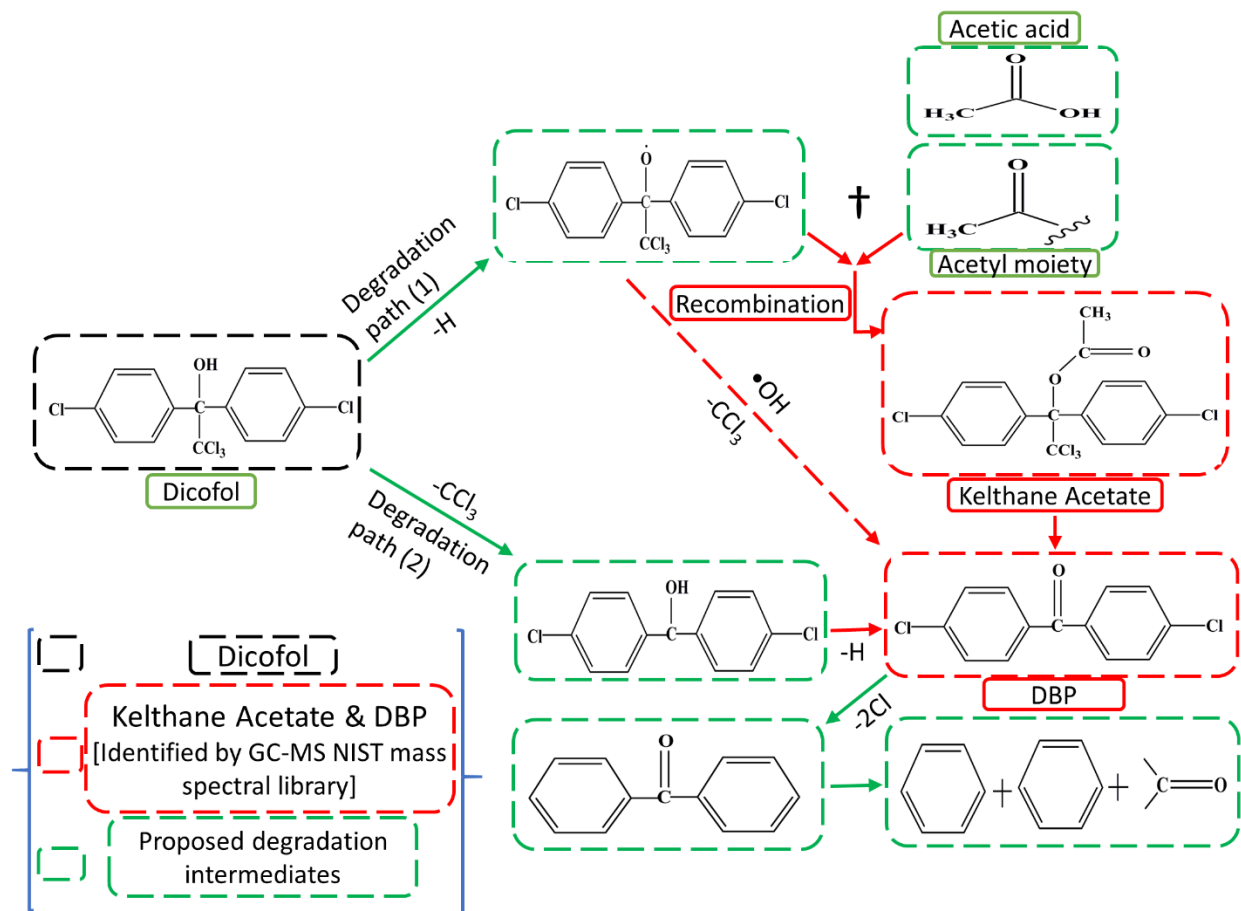 Acetic acid
O
H₃C
OH
O
H₃C
Acetyl moiety
†
O·
Cl
C
Cl
CCl₃
Degradation
path (1)
-H
Recombination
CH₃
C
O
O
Cl
C
Cl
CCl₃
Kelthane Acetate
•OH
-CCl₃
OH
Cl
C
Cl
CCl₃
Dicofol
-CCl₃
Degradation
path (2)
OH
Cl
C
Cl
-H
O
Cl
C
Cl
DBP
-2Cl
O
C
+
+
C
O
Dicofol
Kelthane Acetate & DBP
[Identified by GC-MS NIST mass
spectral library]
Proposed degradation
intermediates